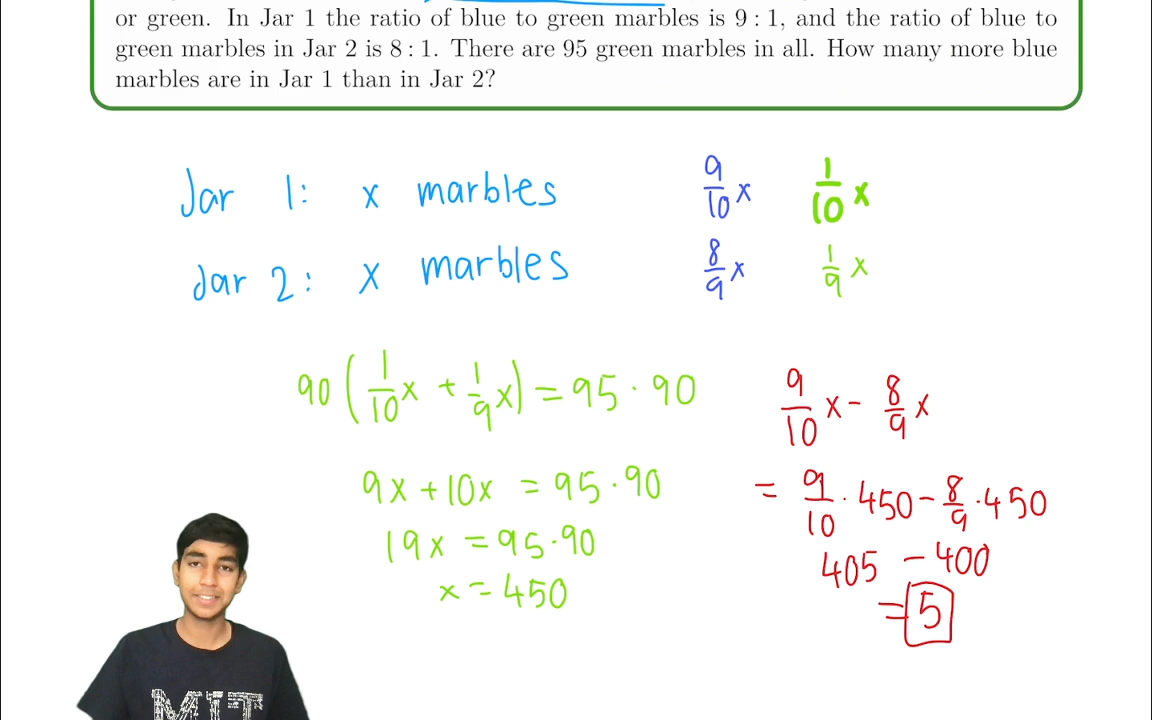 or green. In Jar 1 the ratio of blue to green marbles is 9 : 1, and the ratio of blue to
green marbles in Jar 2 is 8 : 1. There are 95 green marbles in all. How many more blue
marbles are in Jar 1 than in Jar 2?
Jar 1: x marbles 9/10 x 1/10 x
Jar 2: x marbles 8/9 x 1/9 x
90 (1/10 x + 1/9 x) = 95 · 90
9x + 10x = 95 · 90
19x = 95 · 90
x = 450
9/10 x - 8/9 x
= 9/10 · 450 - 8/9 · 450
405 - 400
= 5
MIT